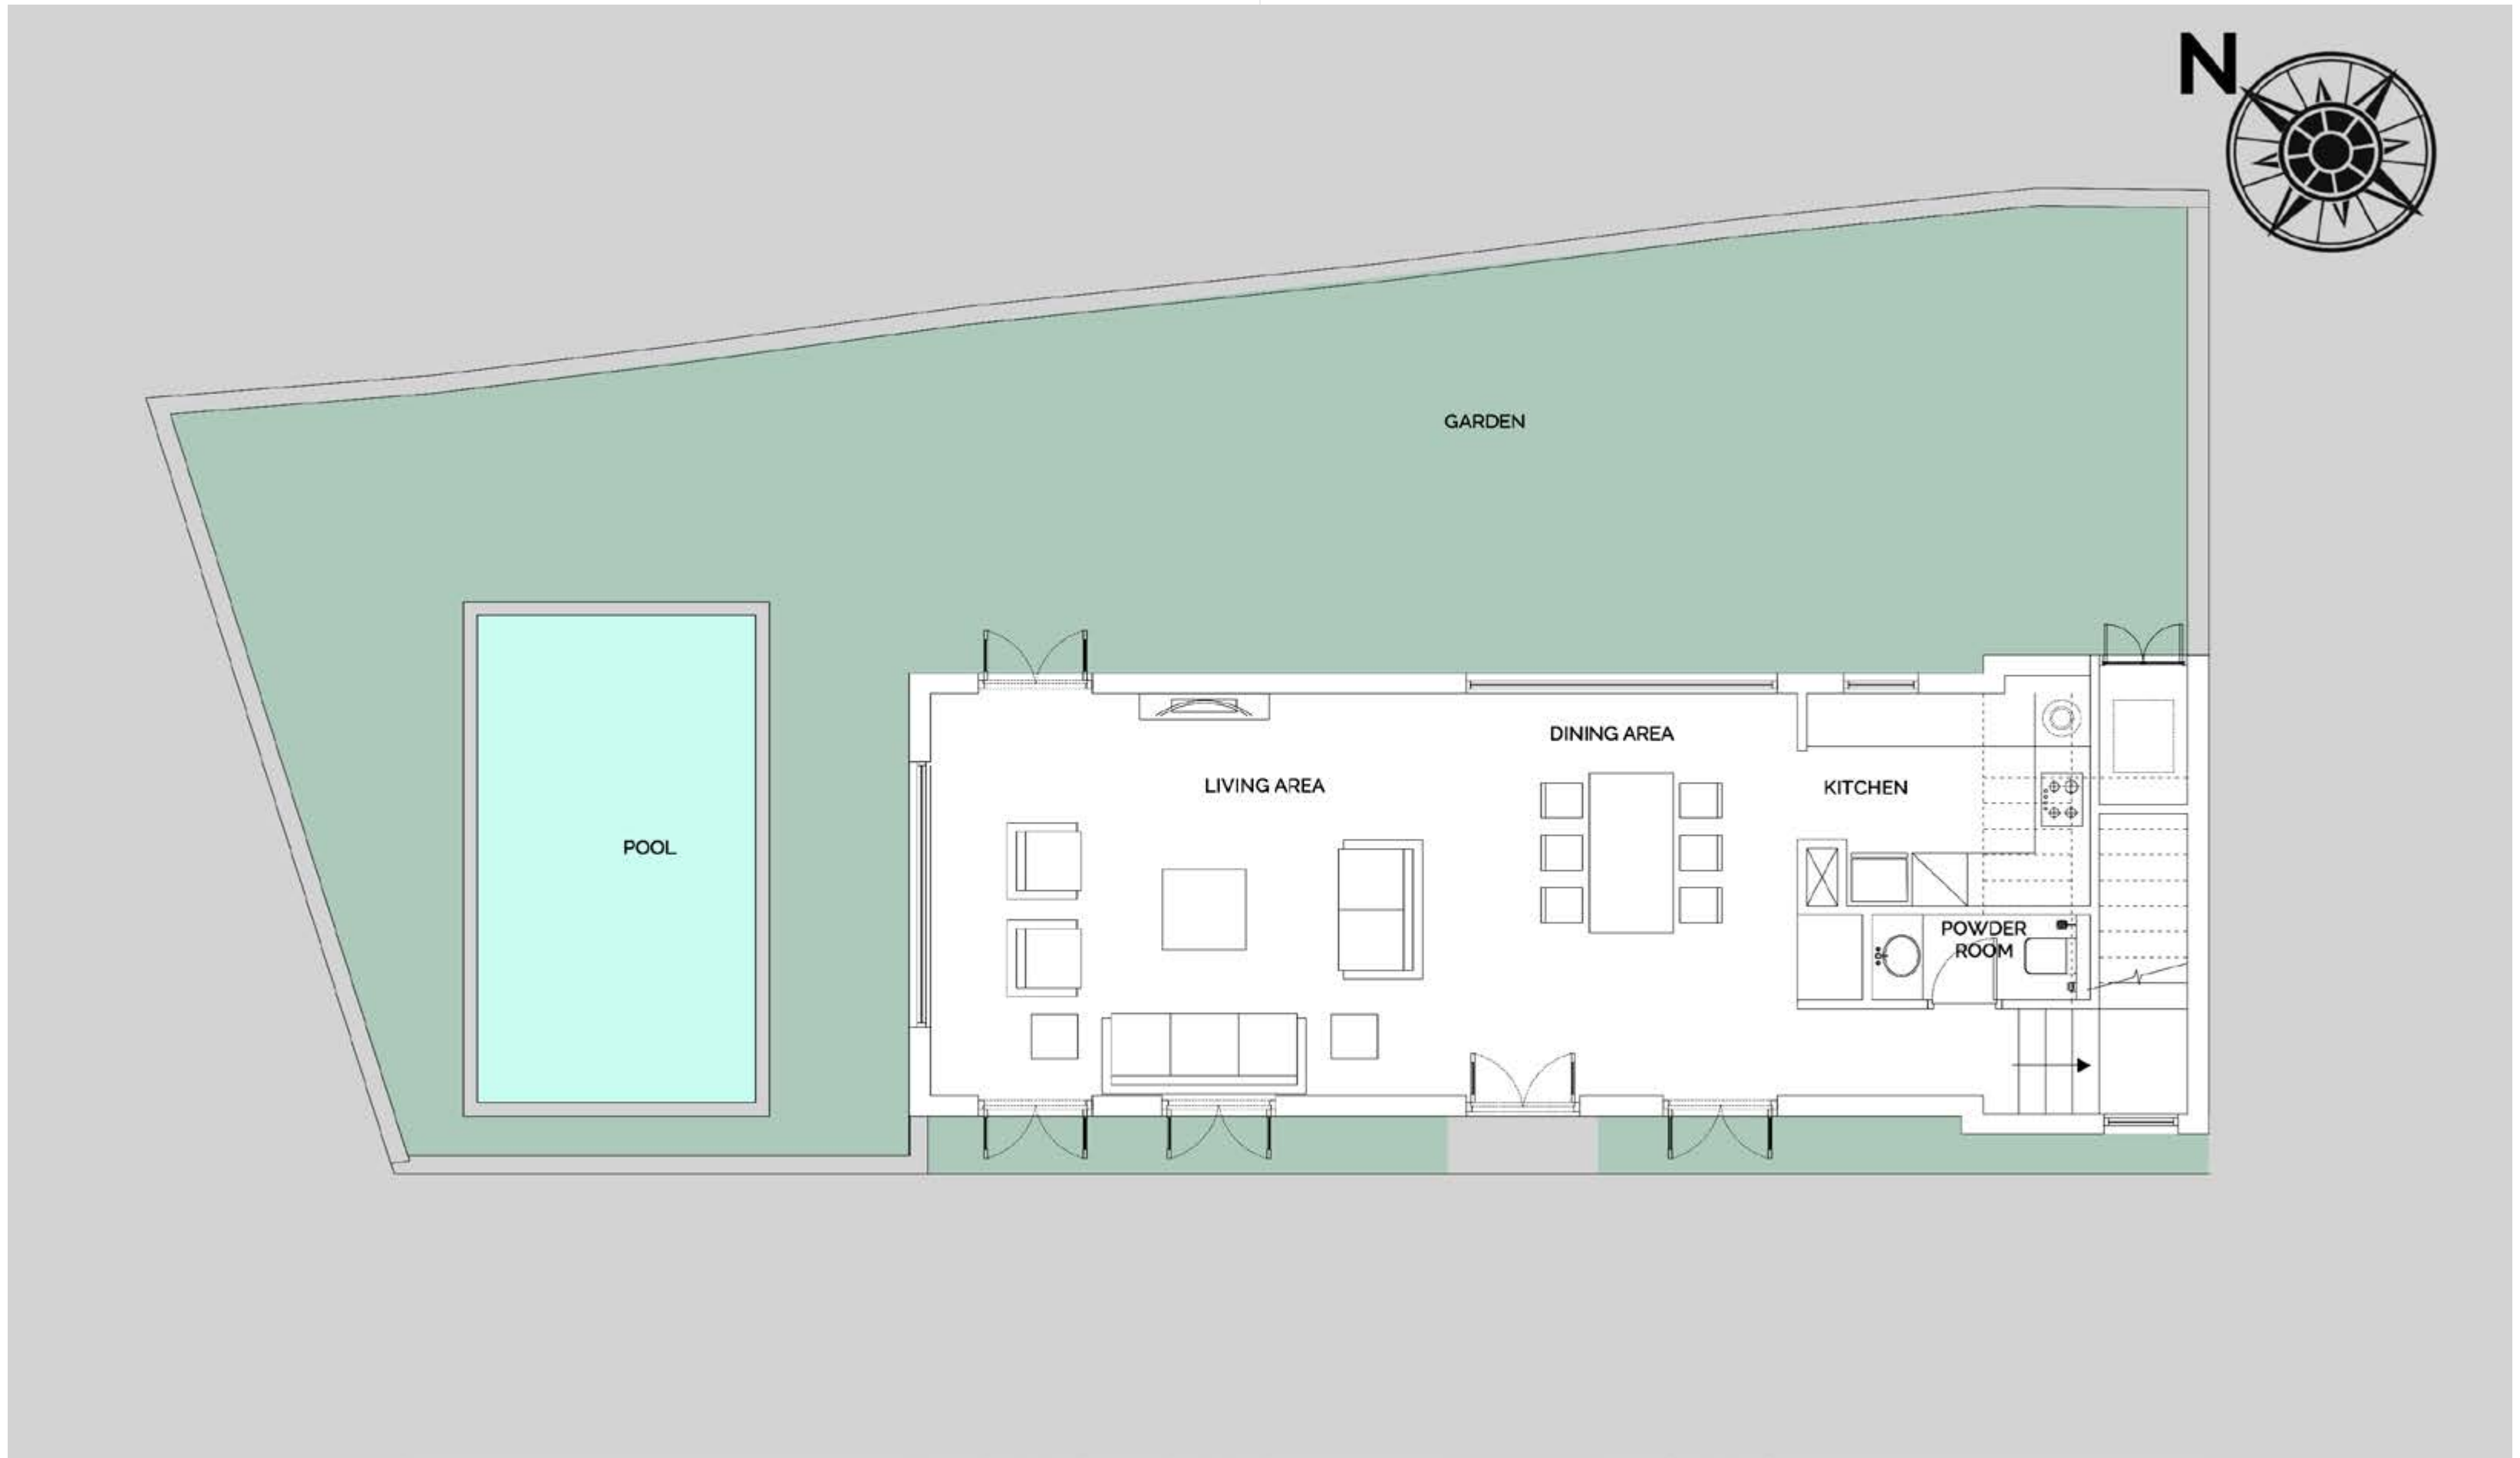 N
GARDEN
DINING AREA
LIVING AREA
KITCHEN
POOL
POWDER
ROOM